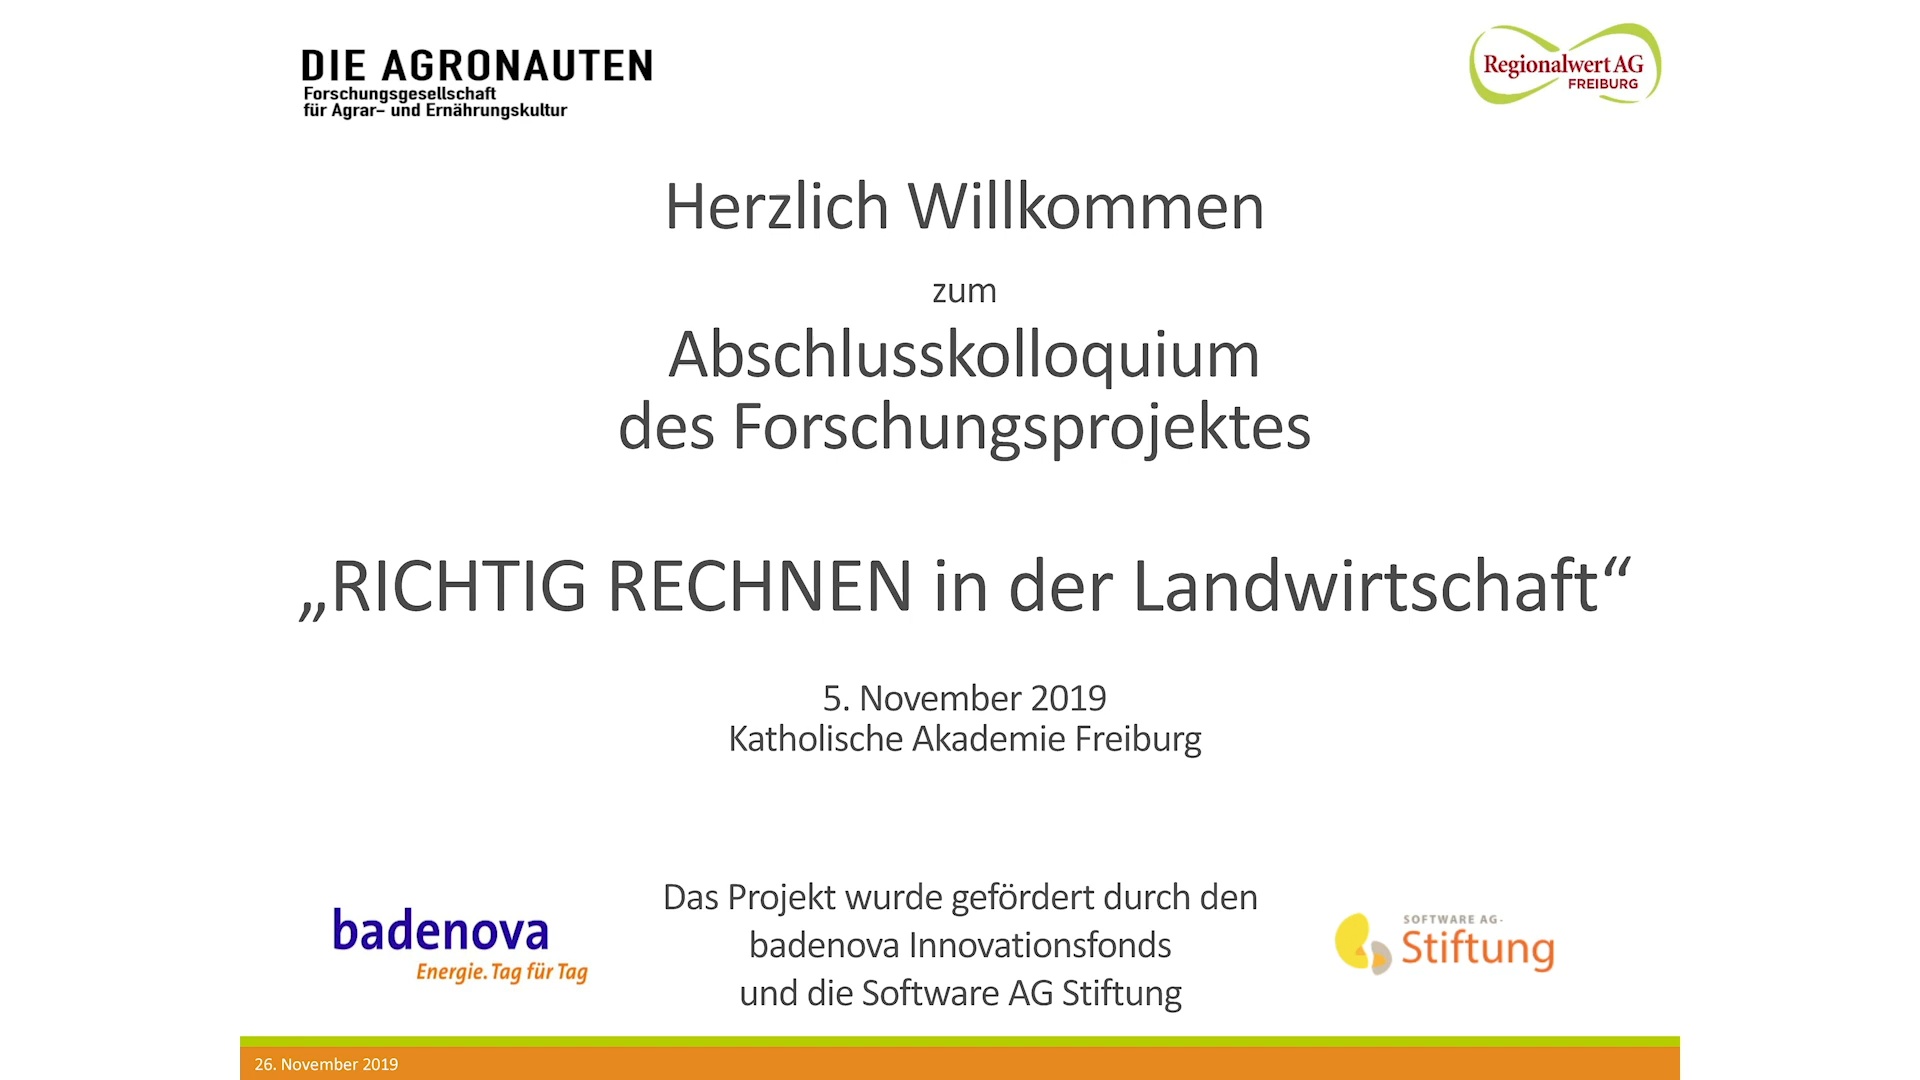 DIE AGRONAUTEN
Forschungsgesellschaft
für Agrar– und Ernährungskultur
Regionalwert AG
FREIBURG
Herzlich Willkommen
zum
Abschlusskolloquium
des Forschungsprojektes
„RICHTIG RECHNEN in der Landwirtschaft“
5. November 2019
Katholische Akademie Freiburg
Das Projekt wurde gefördert durch den
badenova Innovationsfonds
und die Software AG Stiftung
badenova
Energie. Tag für Tag
SOFTWARE AG-
Stiftung
26. November 2019